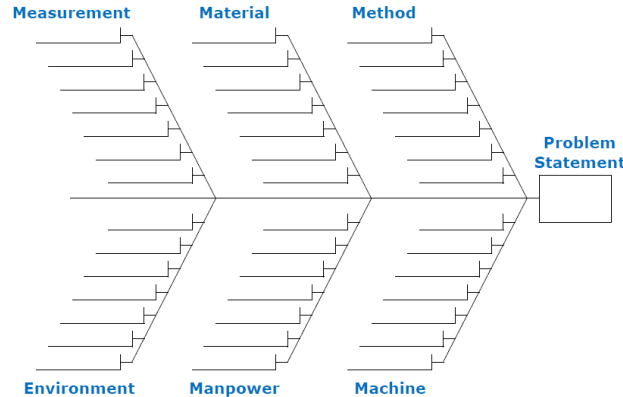 Measurement
Material
Method
Problem
Statement
Environment
Manpower
Machine